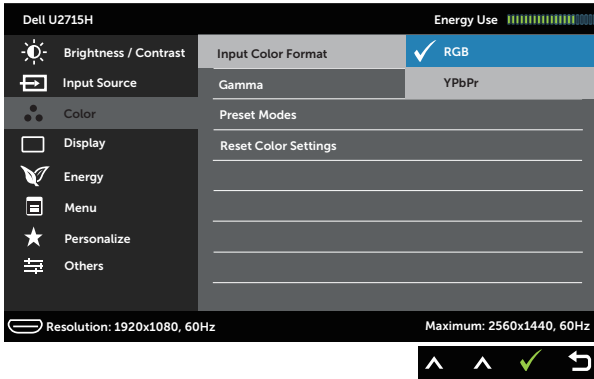 Dell U2715H
Energy Use
Brightness / Contrast
Input Source
Color
Display
Energy
Menu
Personalize
Others
Input Color Format
Gamma
Preset Modes
Reset Color Settings
RGB
YPbPr
Resolution: 1920x1080, 60Hz
Maximum: 2560x1440, 60Hz